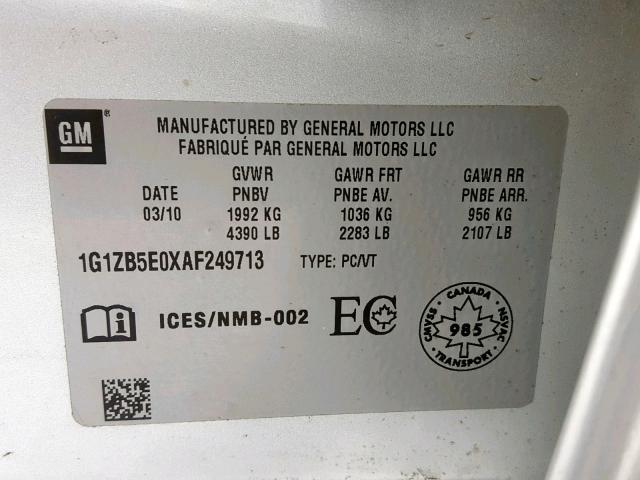 GM
®
MANUFACTURED BY GENERAL MOTORS LLC
FABRIQUÉ PAR GENERAL MOTORS LLC
GVWR GAWR FRT GAWR RR
DATE PNBV PNBE AV. PNBE ARR.
03/10 1992 KG 1036 KG 956 KG
4390 LB 2283 LB 2107 LB
1G1ZB5E0XAF249713 TYPE: PC/VT
ICES/NMB-002 EC
CANADA
CMVSS 985 NSVAC
TRANSPORT